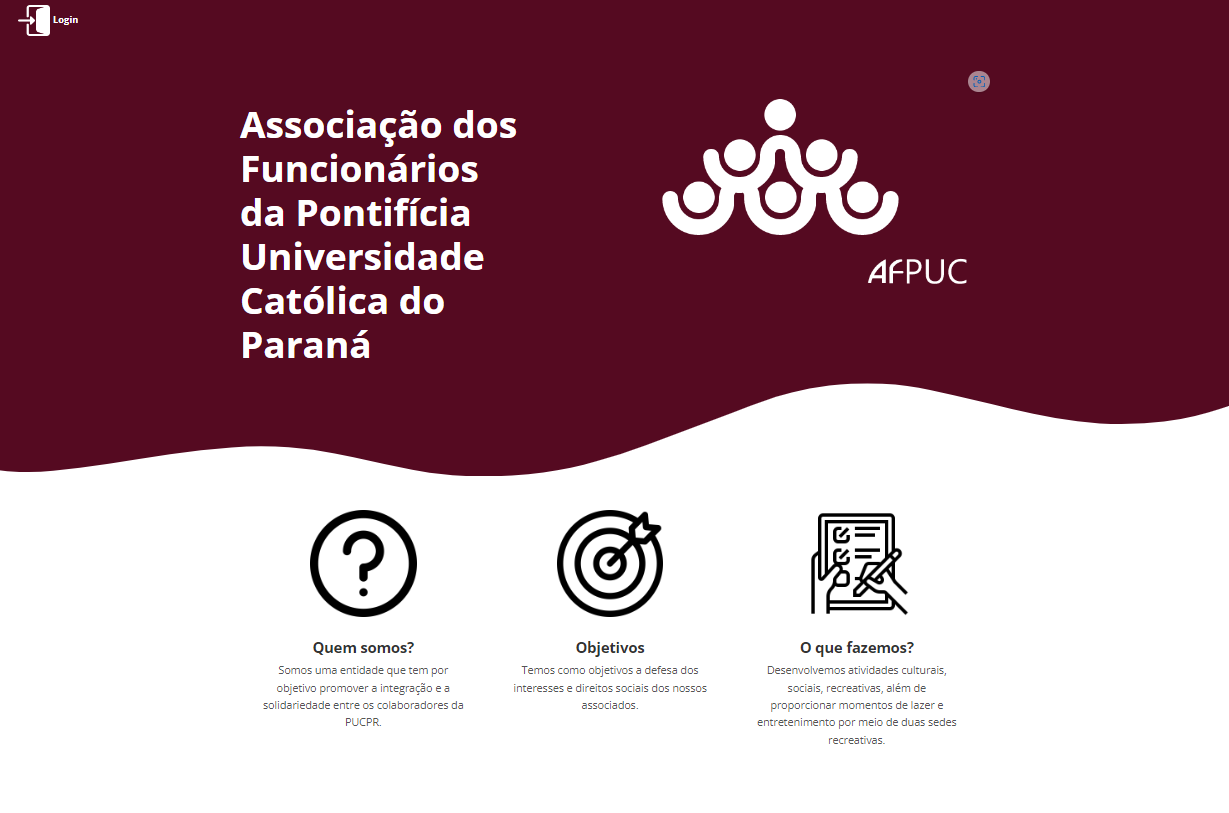 Login
Associação dos
Funcionários
da Pontifícia
Universidade
Católica do
Paraná
AFPUC
Quem somos?
Somos uma entidade que tem por
objetivo promover a integração e a
solidariedade entre os colaboradores da
PUCPR.
Objetivos
Temos como objetivos a defesa dos
interesses e direitos sociais dos nossos
associados.
O que fazemos?
Desenvolvemos atividades culturais,
sociais, recreativas, além de
proporcionar momentos de lazer e
entretenimento por meio de duas sedes
recreativas.